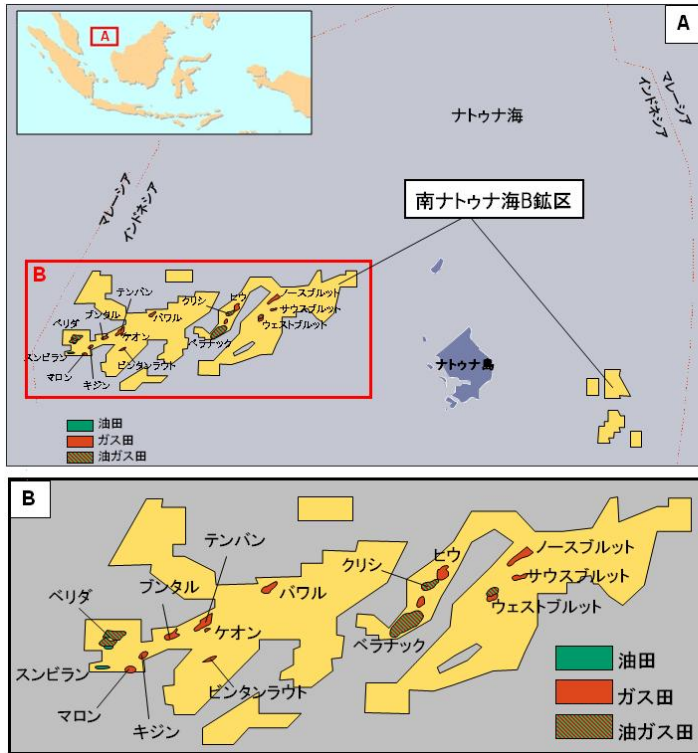 A
A
ナトゥナ海
マレーシア
インドネシア
マレーシア
インドネシア
南ナトゥナ海B鉱区
B
テンパン
ブンタル
ベリダ
スンビラン
マロン
キジン
ケオン
ビンタンラウト
バワル
クリシ
ヒウ
ベラナック
ノースブルット
サウスブルット
ウェストブルット
ナトゥナ島
油田
ガス田
油ガス田
B
テンバン
ブンタル
ベリダ
スンビラン
マロン
キジン
ケオン
ビンタンラウト
バワル
クリシ
ヒウ
ベラナック
ノースブルット
サウスブルット
ウェストブルット
油田
ガス田
油ガス田